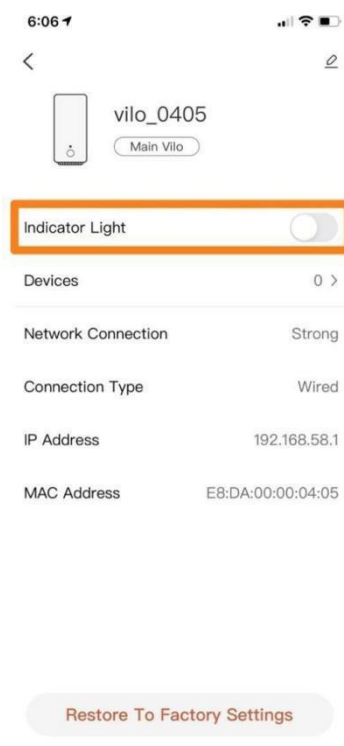 6:06
vilo_0405
Main Vilo
Indicator Light
Devices 0 >
Network Connection Strong
Connection Type Wired
IP Address 192.168.58.1
MAC Address E8:DA:00:00:04:05
Restore To Factory Settings